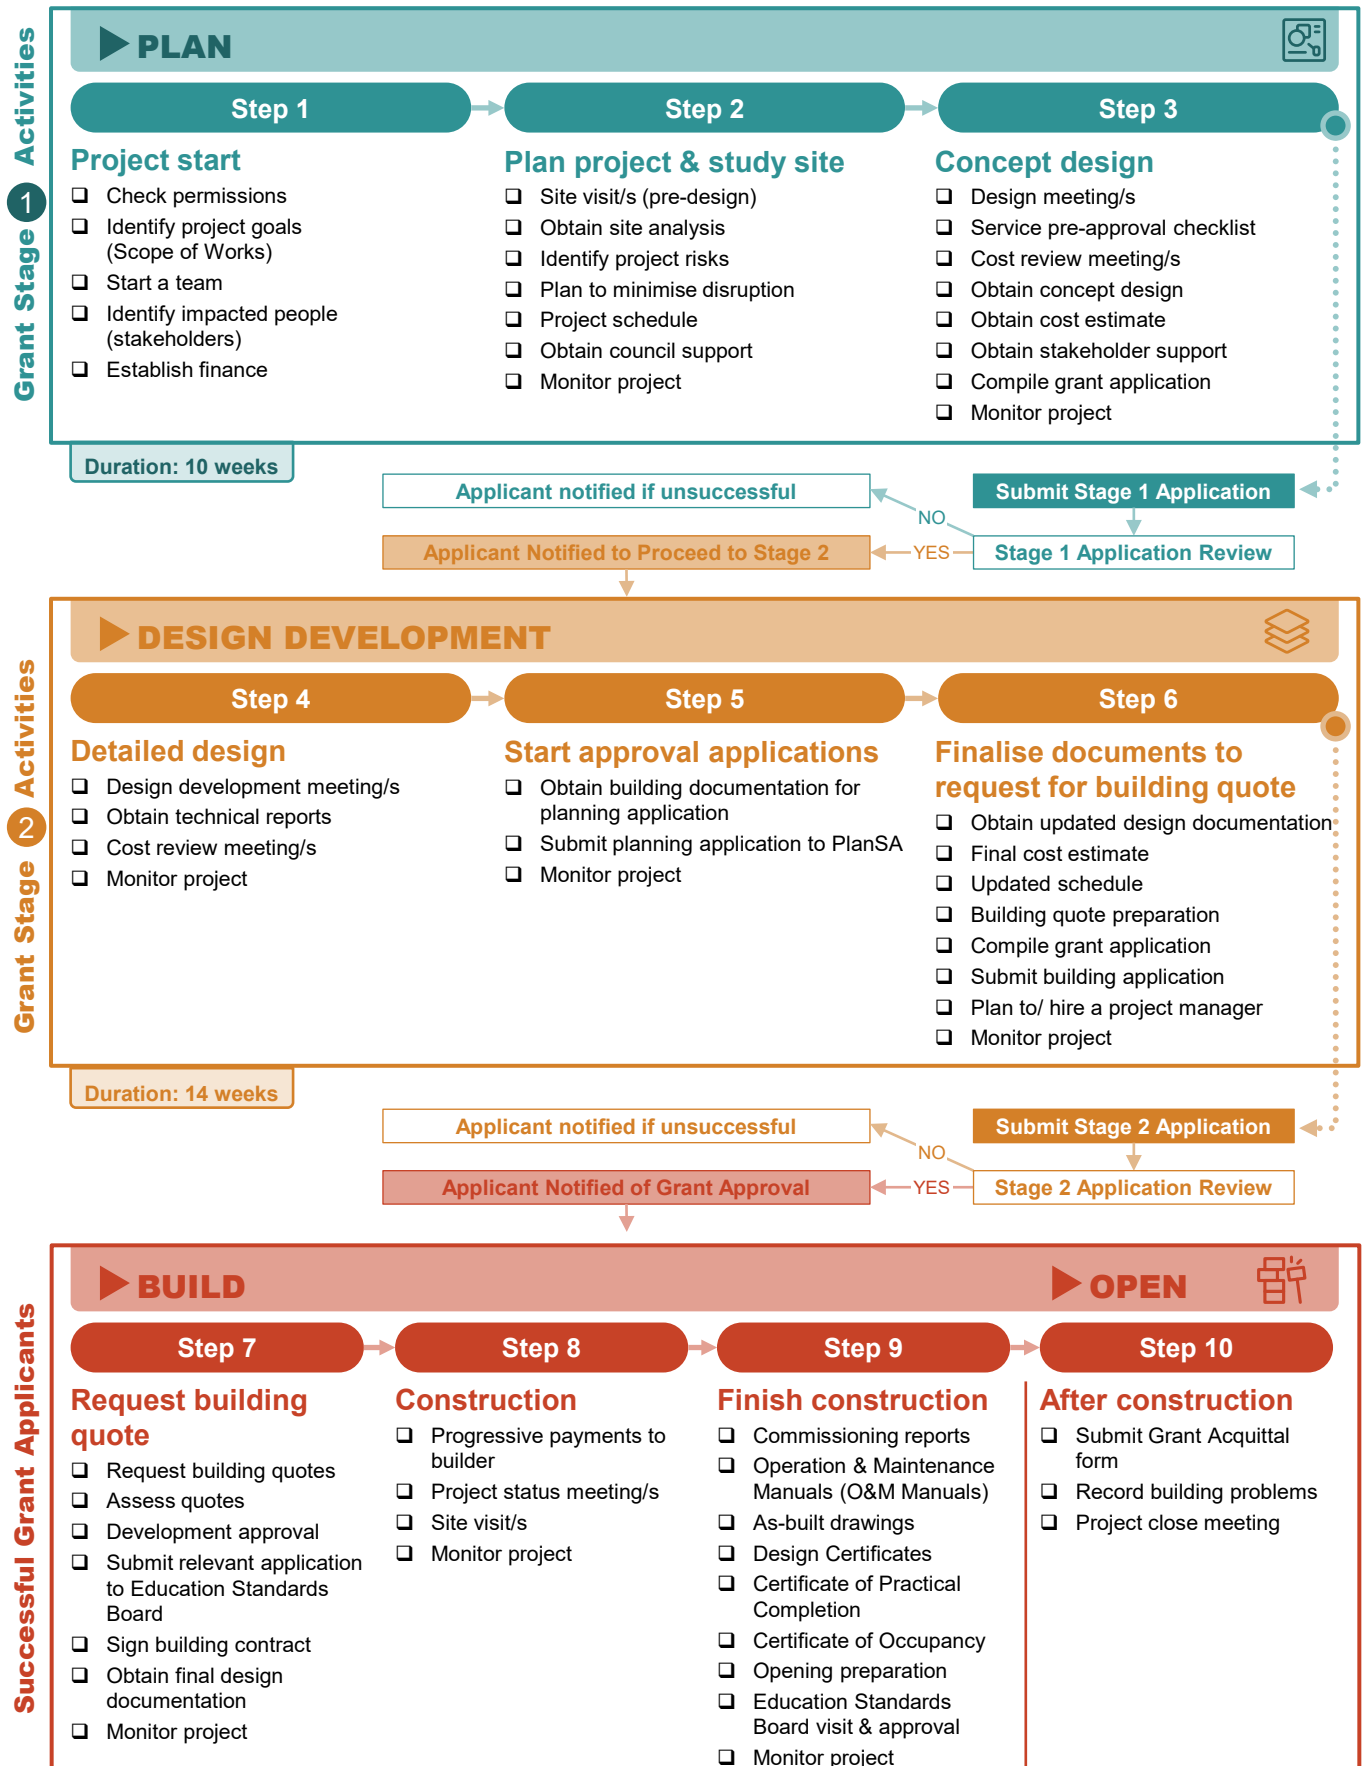 Grant Stage 1 Activities
PLAN
Step 1
Step 2
Step 3
Project start
Check permissions
Identify project goals
(Scope of Works)
Start a team
Identify impacted people
(stakeholders)
Establish finance
Plan project & study site
Site visit/s (pre-design)
Obtain site analysis
Identify project risks
Plan to minimise disruption
Project schedule
Obtain council support
Monitor project
Concept design
Design meeting/s
Service pre-approval checklist
Cost review meeting/s
Obtain concept design
Obtain cost estimate
Obtain stakeholder support
Compile grant application
Monitor project
Duration: 10 weeks
Submit Stage 1 Application
Stage 1 Application Review
NO
Applicant notified if unsuccessful
YES
Applicant Notified to Proceed to Stage 2
Grant Stage 2 Activities
DESIGN DEVELOPMENT
Step 4
Step 5
Step 6
Detailed design
Design development meeting/s
Obtain technical reports
Cost review meeting/s
Monitor project
Start approval applications
Obtain building documentation for
planning application
Submit planning application to PlanSA
Monitor project
Finalise documents to
request for building quote
Obtain updated design documentation
Final cost estimate
Updated schedule
Building quote preparation
Compile grant application
Submit building application
Plan to/ hire a project manager
Monitor project
Duration: 14 weeks
Submit Stage 2 Application
Stage 2 Application Review
NO
Applicant notified if unsuccessful
YES
Applicant Notified of Grant Approval
Successful Grant Applicants
BUILD
OPEN
Step 7
Step 8
Step 9
Step 10
Request building
quote
Request building quotes
Assess quotes
Development approval
Submit relevant application
to Education Standards
Board
Sign building contract
Obtain final design
documentation
Monitor project
Construction
Progressive payments to
builder
Project status meeting/s
Site visit/s
Monitor project
Finish construction
Commissioning reports
Operation & Maintenance
Manuals (O&M Manuals)
As-built drawings
Design Certificates
Certificate of Practical
Completion
Certificate of Occupancy
Opening preparation
Education Standards
Board visit & approval
Monitor project
After construction
Submit Grant Acquittal
form
Record building problems
Project close meeting